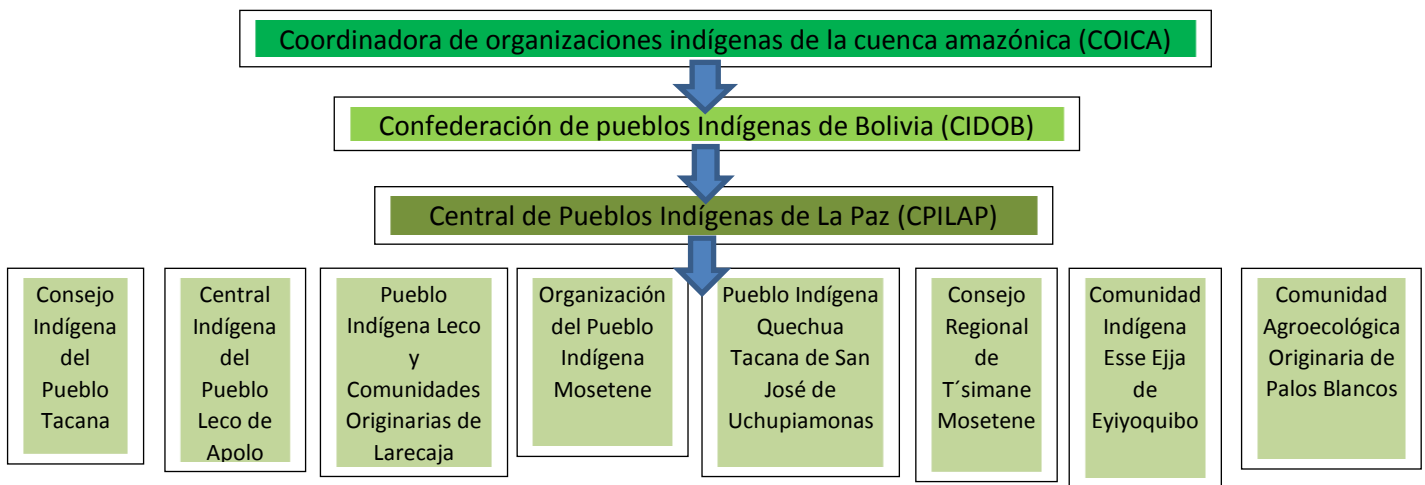 Coordinadora de organizaciones indígenas de la cuenca amazónica (COICA)
Confederación de pueblos Indígenas de Bolivia (CIDOB)
Central de Pueblos Indígenas de La Paz (CPILAP)
Consejo
Indígena
del
Pueblo
Tacana
Central
Indígena
del
Pueblo
Leco de
Apolo
Pueblo
Indígena Leco
y
Comunidades
Originarias de
Larecaja
Organización
del Pueblo
Indígena
Mosetene
Pueblo Indígena
Quechua
Tacana de San
José de
Uchupiamonas
Consejo
Regional
de
T´simane
Mosetene
Comunidad
Indígena
Esse Ejja
de
Eyiyoquibo
Comunidad
Agroecológica
Originaria de
Palos Blancos